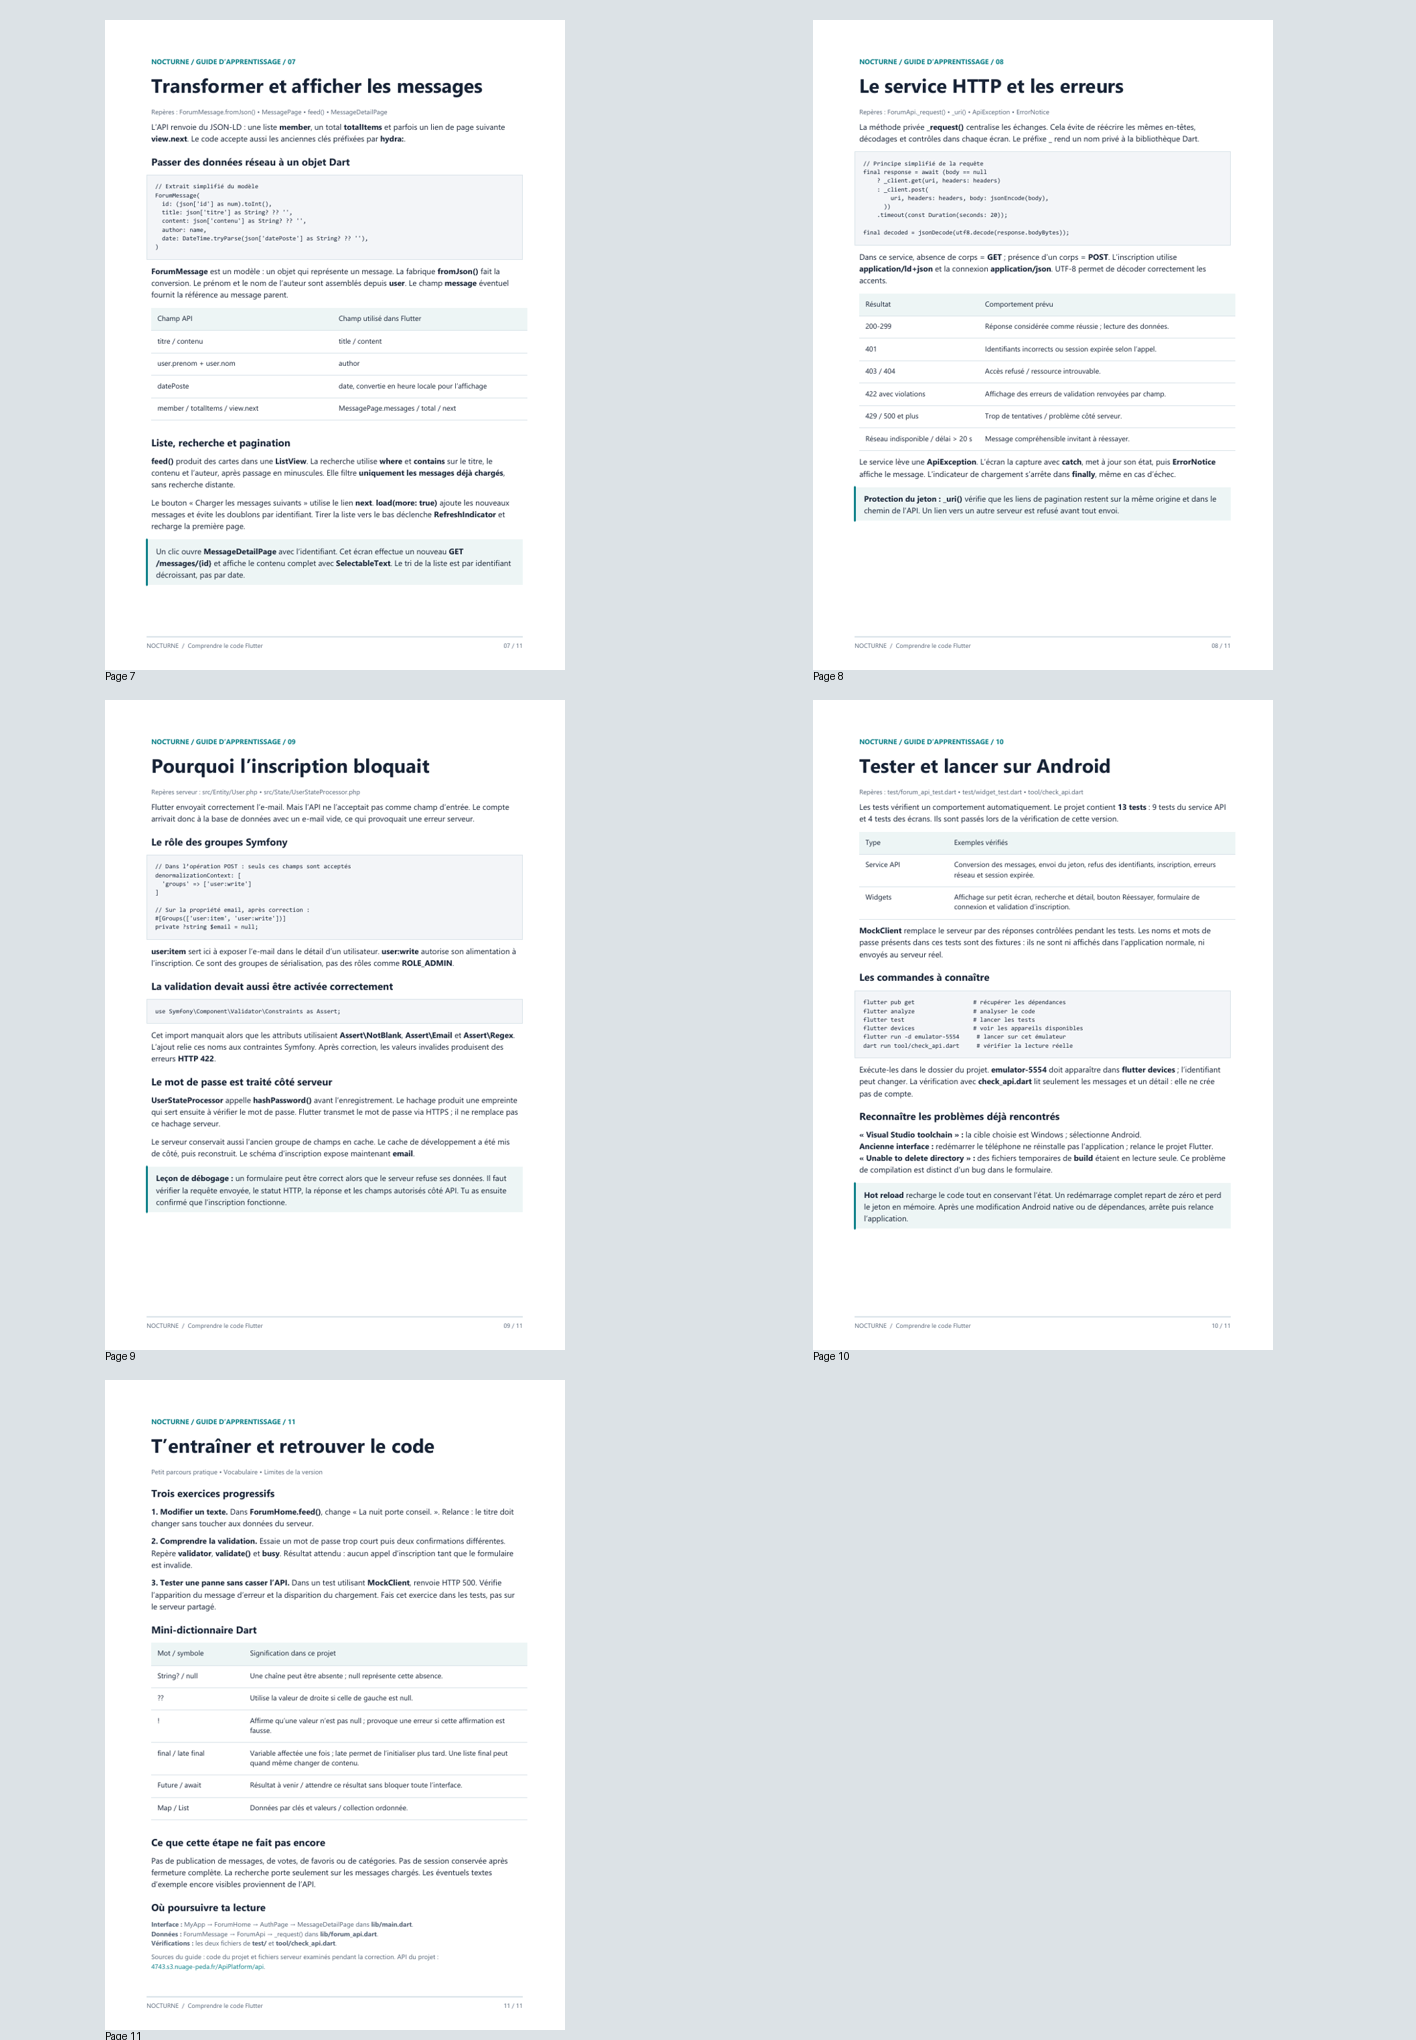 NOCTURNE / GUIDE D'APPRENTISSAGE / 07
Transformer et afficher les messages
Repères : ForumMessage.fromJson() • MessagePage • feed() • MessageDetailPage
L'API renvoie du JSON-LD : une liste member, un total totalItems et parfois un lien de page suivante
view.next. Le code accepte aussi les anciennes clés préfixées par hydra:.
Passer des données réseau à un objet Dart
// Extrait simplifié du modèle
ForumMessage(
  id: (json['id'] as num).toInt(),
  title: json['titre'] as String? ?? '',
  content: json['contenu'] as String? ?? '',
  author: name,
  date: DateTime.tryParse(json['datePoste'] as String? ?? ''),
)
ForumMessage est un modèle : un objet qui représente un message. La fabrique fromJson() fait la
conversion. Le prénom et le nom de l'auteur sont assemblés depuis user. Le champ message éventuel
fournit la référence au message parent.
Champ API Champ utilisé dans Flutter
titre / contenu title / content
user.prenom + user.nom author
datePoste date, convertie en heure locale pour l'affichage
member / totalItems / view.next MessagePage.messages / total / next
Liste, recherche et pagination
feed() produit des cartes dans une ListView. La recherche utilise where et contains sur le titre, le
contenu et l'auteur, après passage en minuscules. Elle filtre uniquement les messages déjà chargés,
sans recherche distante.
Le bouton « Charger les messages suivants » utilise le lien next. load(more: true) ajoute les nouveaux
messages et évite les doublons par identifiant. Tirer la liste vers le bas déclenche RefreshIndicator et
recharge la première page.
Un clic ouvre MessageDetailPage avec l'identifiant. Cet écran effectue un nouveau GET
/messages/{id} et affiche le contenu complet avec SelectableText. Le tri de la liste est par identifiant
décroissant, pas par date.
NOCTURNE / Comprendre le code Flutter 07 / 11
Page 7
NOCTURNE / GUIDE D'APPRENTISSAGE / 08
Le service HTTP et les erreurs
Repères : ForumApi._request() • _uri() • ApiException • ErrorNotice
La méthode privée _request() centralise les échanges. Cela évite de réécrire les mêmes en-têtes,
décodages et contrôles dans chaque écran. Le préfixe _ rend un nom privé à la bibliothèque Dart.
// Principe simplifié de la requête
final response = await (body == null
    ? _client.get(uri, headers: headers)
    : _client.post(
        uri, headers: headers, body: jsonEncode(body),
      ))
    .timeout(const Duration(seconds: 20));
final decoded = jsonDecode(utf8.decode(response.bodyBytes));
Dans ce service, absence de corps = GET ; présence d'un corps = POST. L'inscription utilise
application/ld+json et la connexion application/json. UTF-8 permet de décoder correctement les
accents.
Résultat Comportement prévu
200-299 Réponse considérée comme réussie ; lecture des données.
401 Identifiants incorrects ou session expirée selon l'appel.
403 / 404 Accès refusé / ressource introuvable.
422 avec violations Affichage des erreurs de validation renvoyées par champ.
429 / 500 et plus Trop de tentatives / problème côté serveur.
Réseau indisponible / délai > 20 s Message compréhensible invitant à réessayer.
Le service lève une ApiException. L'écran la capture avec catch, met à jour son état, puis ErrorNotice
affiche le message. L'indicateur de chargement s'arrête dans finally, même en cas d'échec.
Protection du jeton : _uri() vérifie que les liens de pagination restent sur la même origine et dans le
chemin de l'API. Un lien vers un autre serveur est refusé avant tout envoi.
NOCTURNE / Comprendre le code Flutter 08 / 11
Page 8
NOCTURNE / GUIDE D'APPRENTISSAGE / 09
Pourquoi l'inscription bloquait
Repères serveur : src/Entity/User.php • src/State/UserStateProcessor.php
Flutter envoyait correctement l'e-mail. Mais l'API ne l'acceptait pas comme champ d'entrée. Le compte
arrivait donc à la base de données avec un e-mail vide, ce qui provoquait une erreur serveur.
Le rôle des groupes Symfony
// Dans l'opération POST : seuls ces champs sont acceptés
denormalizationContext: [
  'groups' => ['user:write']
]
// Sur la propriété email, après correction :
#[Groups(['user:item', 'user:write'])]
private ?string $email = null;
user:item sert ici à exposer l'e-mail dans le détail d'un utilisateur. user:write autorise son alimentation à
l'inscription. Ce sont des groupes de sérialisation, pas des rôles comme ROLE_ADMIN.
La validation devait aussi être activée correctement
use Symfony\Component\Validator\Constraints as Assert;
Cet import manquait alors que les attributs utilisaient Assert\NotBlank, Assert\Email et Assert\Regex.
L'ajout relie ces noms aux contraintes Symfony. Après correction, les valeurs invalides produisent des
erreurs HTTP 422.
Le mot de passe est traité côté serveur
UserStateProcessor appelle hashPassword() avant l'enregistrement. Le hachage produit une empreinte
qui sert ensuite à vérifier le mot de passe. Flutter transmet le mot de passe via HTTPS ; il ne remplace pas
ce hachage serveur.
Le serveur conservait aussi l'ancien groupe de champs en cache. Le cache de développement a été mis
de côté, puis reconstruit. Le schéma d'inscription expose maintenant email.
Leçon de débogage : un formulaire peut être correct alors que le serveur refuse ses données. Il faut
vérifier la requête envoyée, le statut HTTP, la réponse et les champs autorisés côté API. Tu as ensuite
confirmé que l'inscription fonctionne.
NOCTURNE / Comprendre le code Flutter 09 / 11
Page 9
NOCTURNE / GUIDE D'APPRENTISSAGE / 10
Tester et lancer sur Android
Repères : test/forum_api_test.dart • test/widget_test.dart • tool/check_api.dart
Les tests vérifient un comportement automatiquement. Le projet contient 13 tests : 9 tests du service API
et 4 tests des écrans. Ils sont passés lors de la vérification de cette version.
Type Exemples vérifiés
Service API Conversion des messages, envoi du jeton, refus des identifiants, inscription, erreurs
réseau et session expirée.
Widgets Affichage sur petit écran, recherche et détail, bouton Réessayer, formulaire de
connexion et validation d'inscription.
MockClient remplace le serveur par des réponses contrôlées pendant les tests. Les noms et mots de
passe présents dans ces tests sont des fixtures : ils ne sont ni affichés dans l'application normale, ni
envoyés au serveur réel.
Les commandes à connaître
flutter pub get # récupérer les dépendances
flutter analyze # analyser le code
flutter test # lancer les tests
flutter devices # voir les appareils disponibles
flutter run -d emulator-5554 # lancer sur cet émulateur
dart run tool/check_api.dart # vérifier la lecture réelle
Exécute-les dans le dossier du projet. emulator-5554 doit apparaître dans flutter devices ; l'identifiant
peut changer. La vérification avec check_api.dart lit seulement les messages et un détail : elle ne crée
pas de compte.
Reconnaître les problèmes déjà rencontrés
« Visual Studio toolchain » : la cible choisie est Windows ; sélectionne Android.
Ancienne interface : redémarrer le téléphone ne réinstalle pas l'application ; relance le projet Flutter.
« Unable to delete directory » : des fichiers temporaires de build étaient en lecture seule. Ce problème
de compilation est distinct d'un bug dans le formulaire.
Hot reload recharge le code tout en conservant l'état. Un redémarrage complet repart de zéro et perd
le jeton en mémoire. Après une modification Android native ou de dépendances, arrête puis relance
l'application.
NOCTURNE / Comprendre le code Flutter 10 / 11
Page 10
NOCTURNE / GUIDE D'APPRENTISSAGE / 11
T'entraîner et retrouver le code
Petit parcours pratique • Vocabulaire • Limites de la version
Trois exercices progressifs
1. Modifier un texte. Dans ForumHome.feed(), change « La nuit porte conseil. ». Relance : le titre doit
changer sans toucher aux données du serveur.
2. Comprendre la validation. Essaie un mot de passe trop court puis deux confirmations différentes.
Repère validator, validate() et busy. Résultat attendu : aucun appel d'inscription tant que le formulaire
est invalide.
3. Tester une panne sans casser l'API. Dans un test utilisant MockClient, renvoie HTTP 500. Vérifie
l'apparition du message d'erreur et la disparition du chargement. Fais cet exercice dans les tests, pas sur
le serveur partagé.
Mini-dictionnaire Dart
Mot / symbole Signification dans ce projet
String? / null Une chaîne peut être absente ; null représente cette absence.
?? Utilise la valeur de droite si celle de gauche est null.
! Affirme qu'une valeur n'est pas null ; provoque une erreur si cette affirmation est
fausse.
final / late final Variable affectée une fois ; late permet de l'initialiser plus tard. Une liste final peut
quand même changer de contenu.
Future / await Résultat à venir / attendre ce résultat sans bloquer toute l'interface.
Map / List Données par clés et valeurs / collection ordonnée.
Ce que cette étape ne fait pas encore
Pas de publication de messages, de votes, de favoris ou de catégories. Pas de session conservée après
fermeture complète. La recherche porte seulement sur les messages chargés. Les éventuels textes
d'exemple encore visibles proviennent de l'API.
Où poursuivre ta lecture
Interface : MyApp → ForumHome → AuthPage → MessageDetailPage dans lib/main.dart.
Données : ForumMessage → ForumApi → _request() dans lib/forum_api.dart.
Vérifications : les deux fichiers de test/ et tool/check_api.dart.
Sources du guide : code du projet et fichiers serveur examinés pendant la correction. API du projet :
4743.s3.nuage-peda.fr/ApiPlatform/api.
NOCTURNE / Comprendre le code Flutter 11 / 11
Page 11